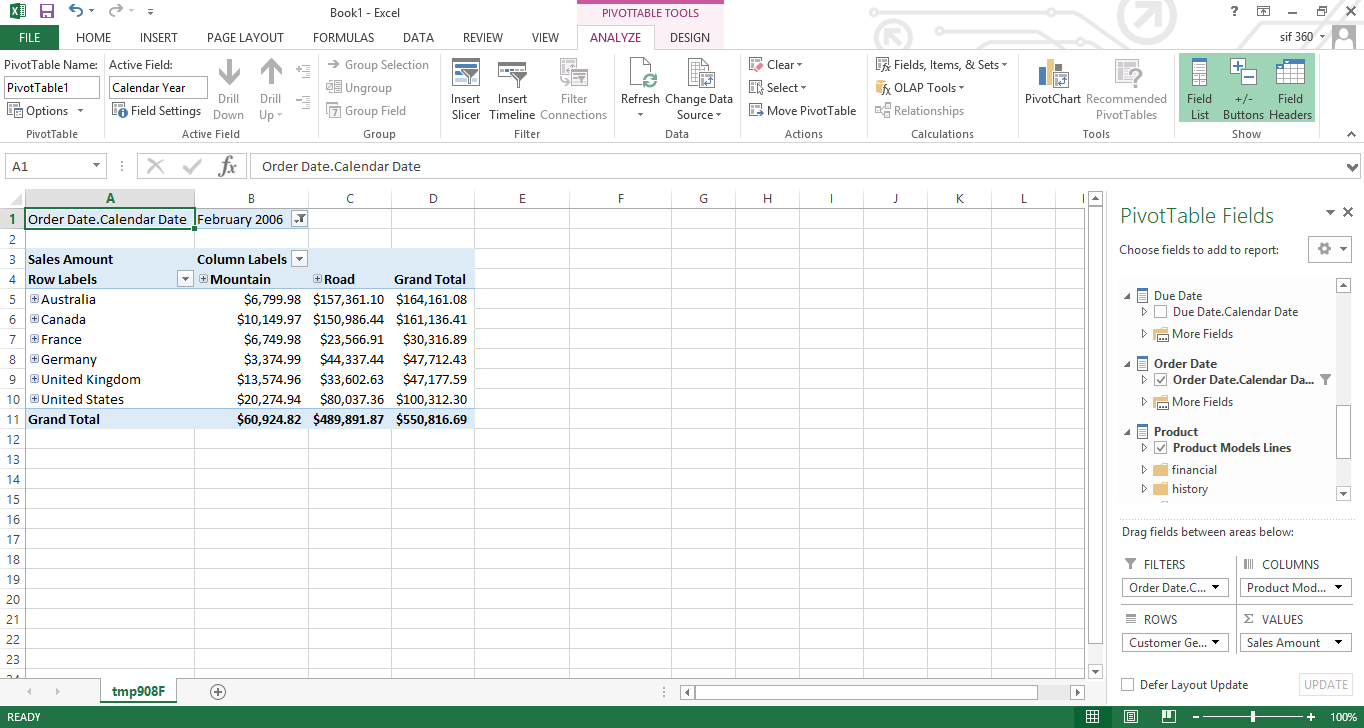 Book1 - Excel
PIVOTTABLE TOOLS
?
FILE HOME INSERT PAGE LAYOUT FORMULAS DATA REVIEW VIEW ANALYZE DESIGN
sif 360
PivotTable Name:
PivotTable1
Options
PivotTable
Active Field:
Calendar Year
Field Settings
Drill Down
Drill Up
Active Field
Group Selection
Ungroup
Group Field
Group
Insert Slicer
Insert Timeline
Filter Connections
Filter
Refresh
Change Data Source
Data
Clear
Select
Move PivotTable
Actions
Fields, Items, & Sets
OLAP Tools
Relationships
Calculations
PivotChart
Recommended PivotTables
Tools
Field List
+/- Buttons
Field Headers
Show
A1
fx
Order Date.Calendar Date
A B C D E F G H I J K L
1 Order Date.Calendar Date February 2006
2
3 Sales Amount Column Labels
4 Row Labels Mountain Road Grand Total
5 Australia $6,799.98 $157,361.10 $164,161.08
6 Canada $10,149.97 $150,986.44 $161,136.41
7 France $6,749.98 $23,566.91 $30,316.89
8 Germany $3,374.99 $44,337.44 $47,712.43
9 United Kingdom $13,574.96 $33,602.63 $47,177.59
10 United States $20,274.94 $80,037.36 $100,312.30
11 Grand Total $60,924.82 $489,891.87 $550,816.69
12
13
14
15
16
17
18
19
20
21
22
23
PivotTable Fields
Choose fields to add to report:
Due Date
Due Date.Calendar Date
More Fields
Order Date
Order Date.Calendar Da...
More Fields
Product
Product Models Lines
financial
history
Drag fields between areas below:
FILTERS
Order Date.C...
COLUMNS
Product Mod...
ROWS
Customer Ge...
Σ VALUES
Sales Amount
Defer Layout Update
UPDATE
tmp908F
READY
100%